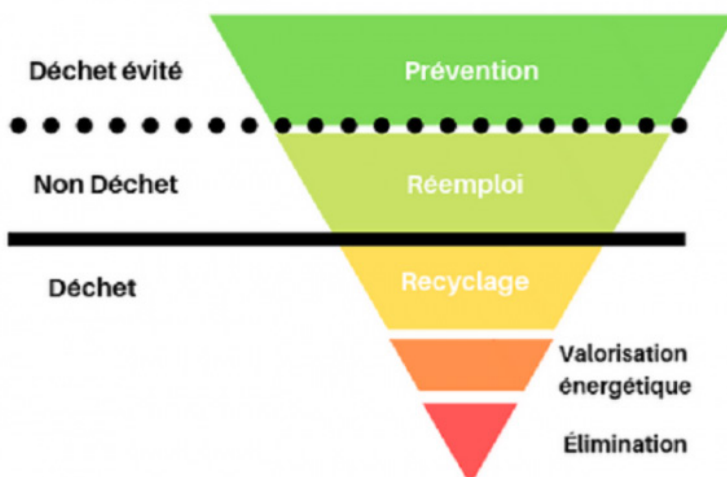 Déchet évité
Prévention
Non Déchet
Réemploi
Déchet
Recyclage
Valorisation
énergétique
Élimination